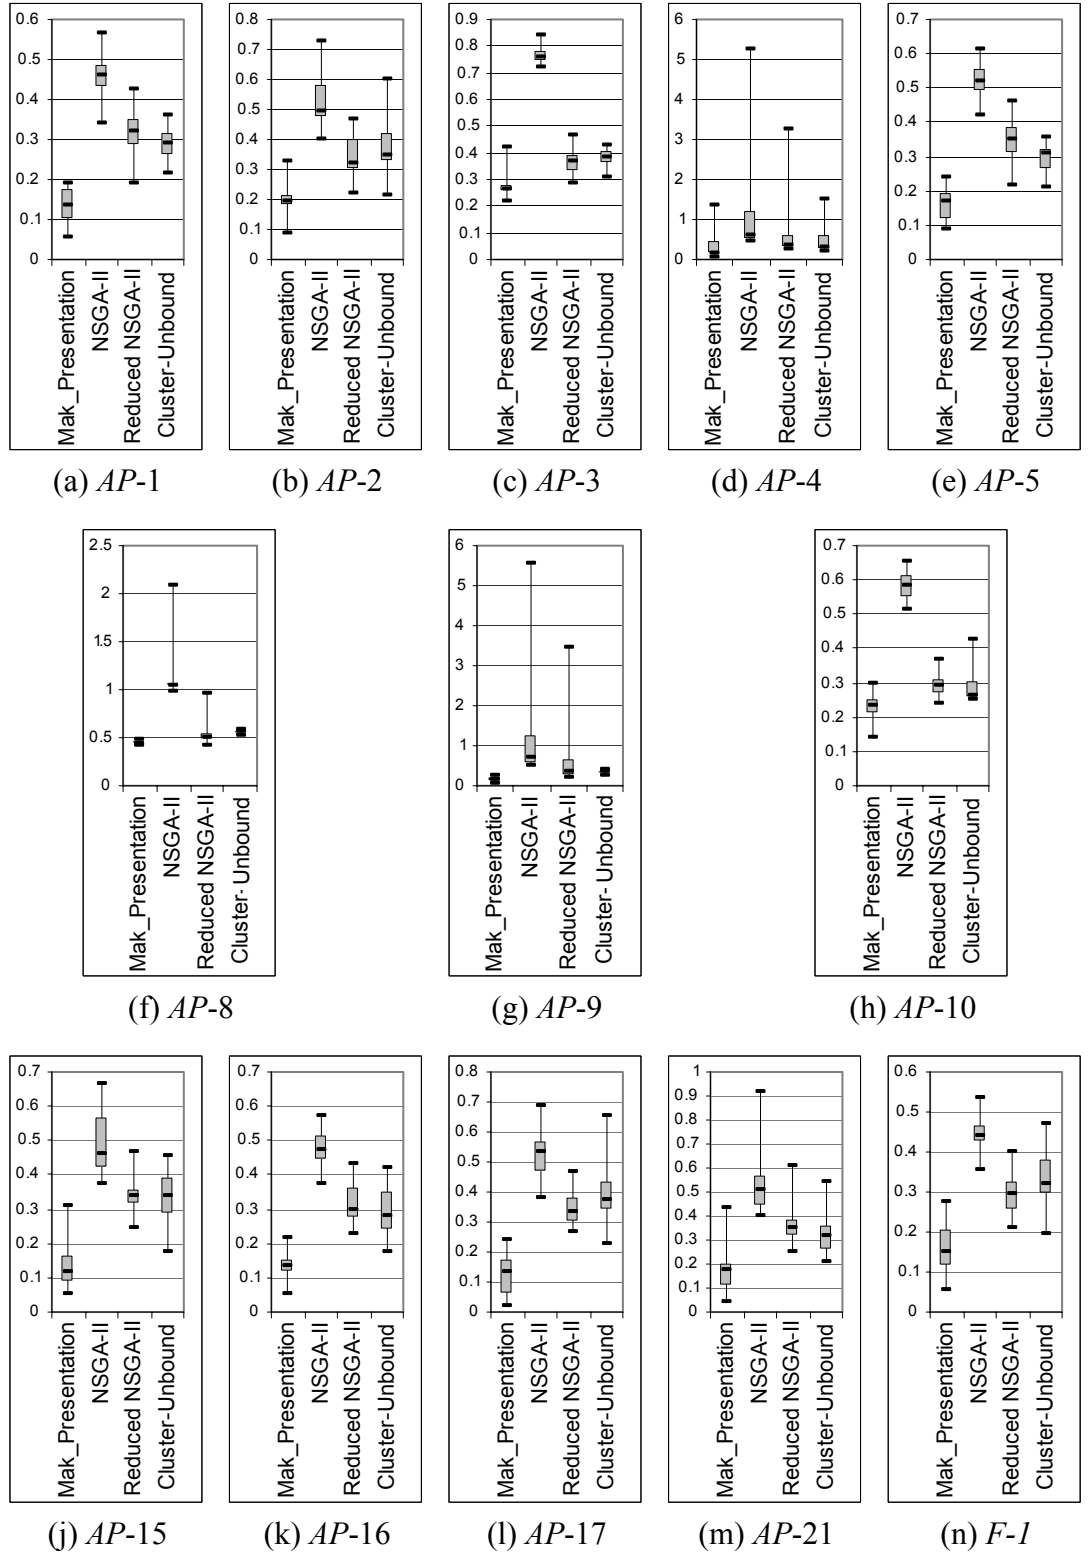 0.6
0.5
0.4
0.3
0.2
0.1
0
Mak_Presentation
NSGA-II
Reduced NSGA-II
Cluster-Unbound
(a) AP-1
0.8
0.7
0.6
0.5
0.4
0.3
0.2
0.1
0
Mak_Presentation
NSGA-II
Reduced NSGA-II
Cluster-Unbound
(b) AP-2
0.9
0.8
0.7
0.6
0.5
0.4
0.3
0.2
0.1
0
Mak_Presentation
NSGA-II
Reduced NSGA-II
Cluster-Unbound
(c) AP-3
6
5
4
3
2
1
0
Mak_Presentation
NSGA-II
Reduced NSGA-II
Cluster-Unbound
(d) AP-4
0.7
0.6
0.5
0.4
0.3
0.2
0.1
0
Mak_Presentation
NSGA-II
Reduced NSGA-II
Cluster-Unbound
(e) AP-5
2.5
2
1.5
1
0.5
0
Mak_Presentation
NSGA-II
Reduced NSGA-II
Cluster- Unbound
(f) AP-8
6
5
4
3
2
1
0
Mak_Presentation
NSGA-II
Reduced NSGA-II
Cluster-Unbound
(g) AP-9
0.7
0.6
0.5
0.4
0.3
0.2
0.1
0
Mak_Presentation
NSGA-II
Reduced NSGA-II
Cluster-Unbound
(h) AP-10
0.7
0.6
0.5
0.4
0.3
0.2
0.1
0
Mak_Presentation
NSGA-II
Reduced NSGA-II
Cluster-Unbound
(j) AP-15
0.7
0.6
0.5
0.4
0.3
0.2
0.1
0
Mak_Presentation
NSGA-II
Reduced NSGA-II
Cluster-Unbound
(k) AP-16
0.8
0.7
0.6
0.5
0.4
0.3
0.2
0.1
0
Mak_Presentation
NSGA-II
Reduced NSGA-II
Cluster-Unbound
(l) AP-17
1
0.9
0.8
0.7
0.6
0.5
0.4
0.3
0.2
0.1
0
Mak_Presentation
NSGA-II
Reduced NSGA-II
Cluster-Unbound
(m) AP-21
0.6
0.5
0.4
0.3
0.2
0.1
0
Mak_Presentation
NSGA-II
Reduced NSGA-II
Cluster-Unbound
(n) F-1